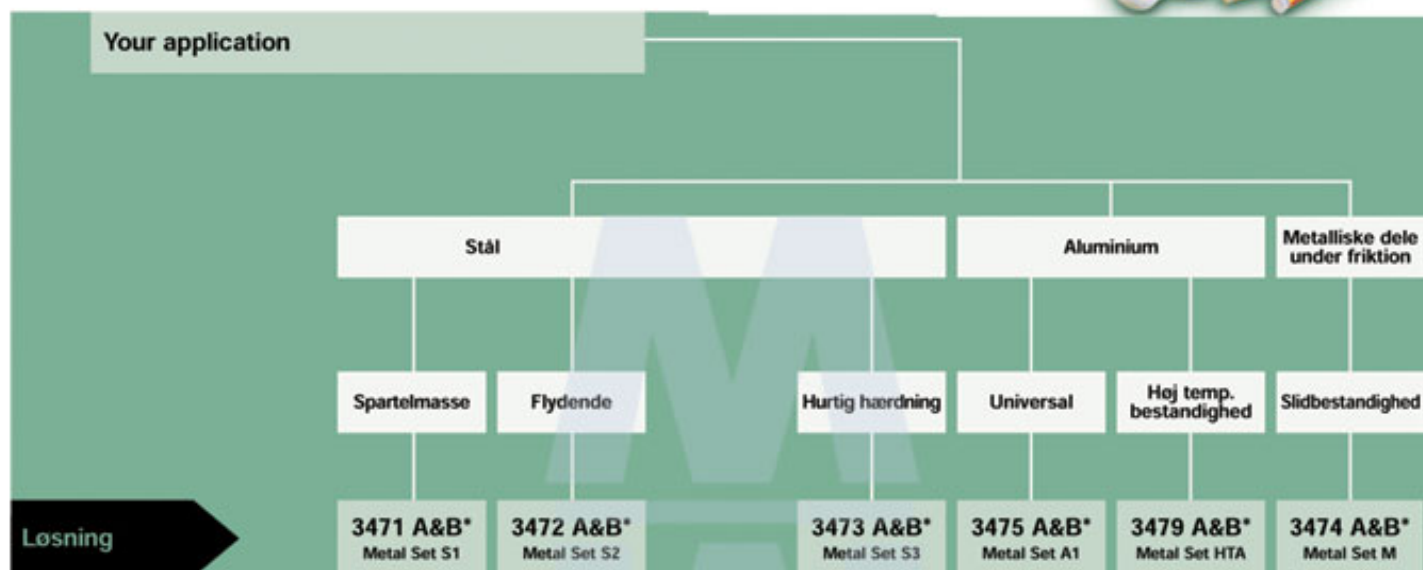 Your application
Stål
Aluminium
Metalliske dele
under friktion
Spartelmasse
Flydende
Hurtig hærdning
Universal
Høj temp.
bestandighed
Slidbestandighed
Løsning
3471 A&B*
Metal Set S1
3472 A&B*
Metal Set S2
3473 A&B*
Metal Set S3
3475 A&B*
Metal Set A1
3479 A&B*
Metal Set HTA
3474 A&B*
Metal Set M